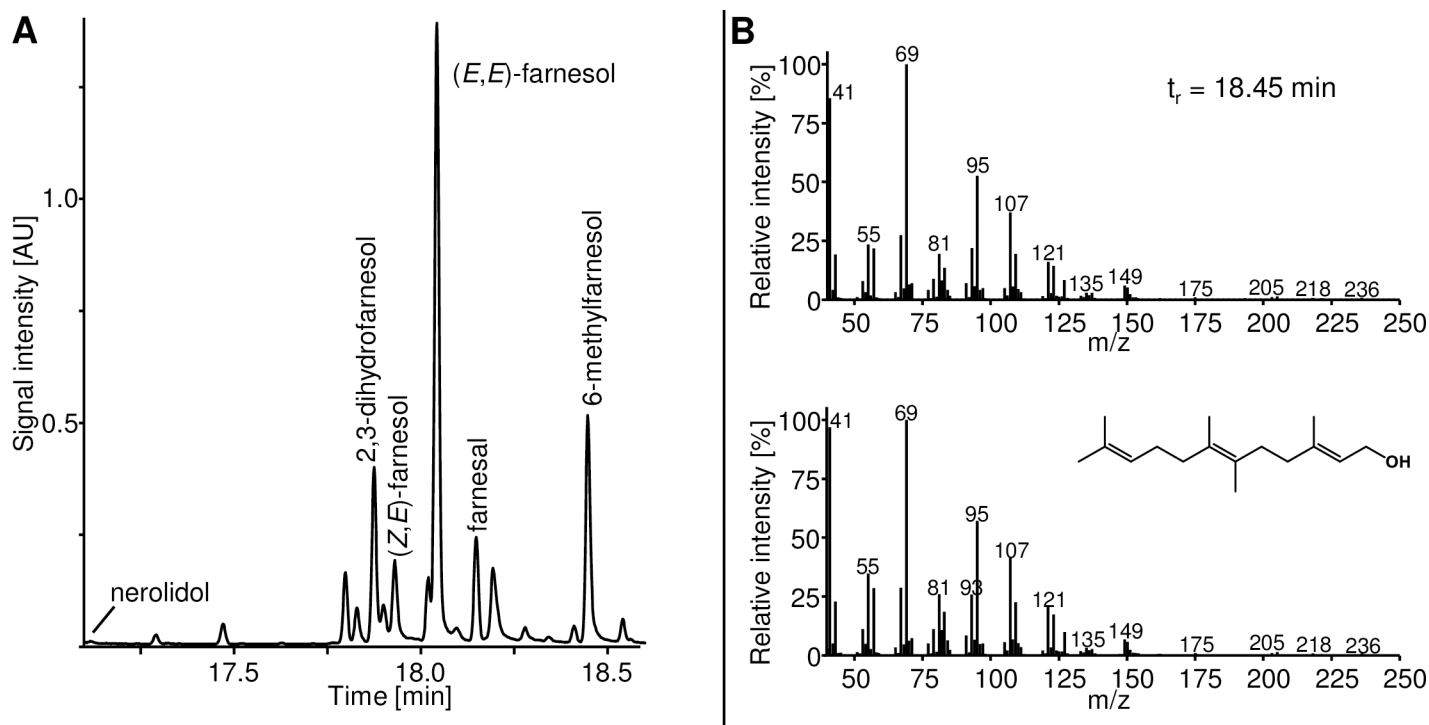 A
(E,E)-farnesol
2,3-dihydrofarnesol
(Z,E)-farnesol
farnesal
6-methylfarnesol
nerolidol
Signal intensity [AU]
1.0
0.5
17.5 18.0 18.5
Time [min]
B
tr = 18.45 min
Relative intensity [%]
100
75
50
25
0
41 55 69 81 95 107 121 135 149 175 205 218 236
50 75 100 125 150 175 200 225 250
m/z
Relative intensity [%]
100
75
50
25
0
41 55 69 81 93 95 107 121 135 149 175 205 218 236
OH
50 75 100 125 150 175 200 225 250
m/z